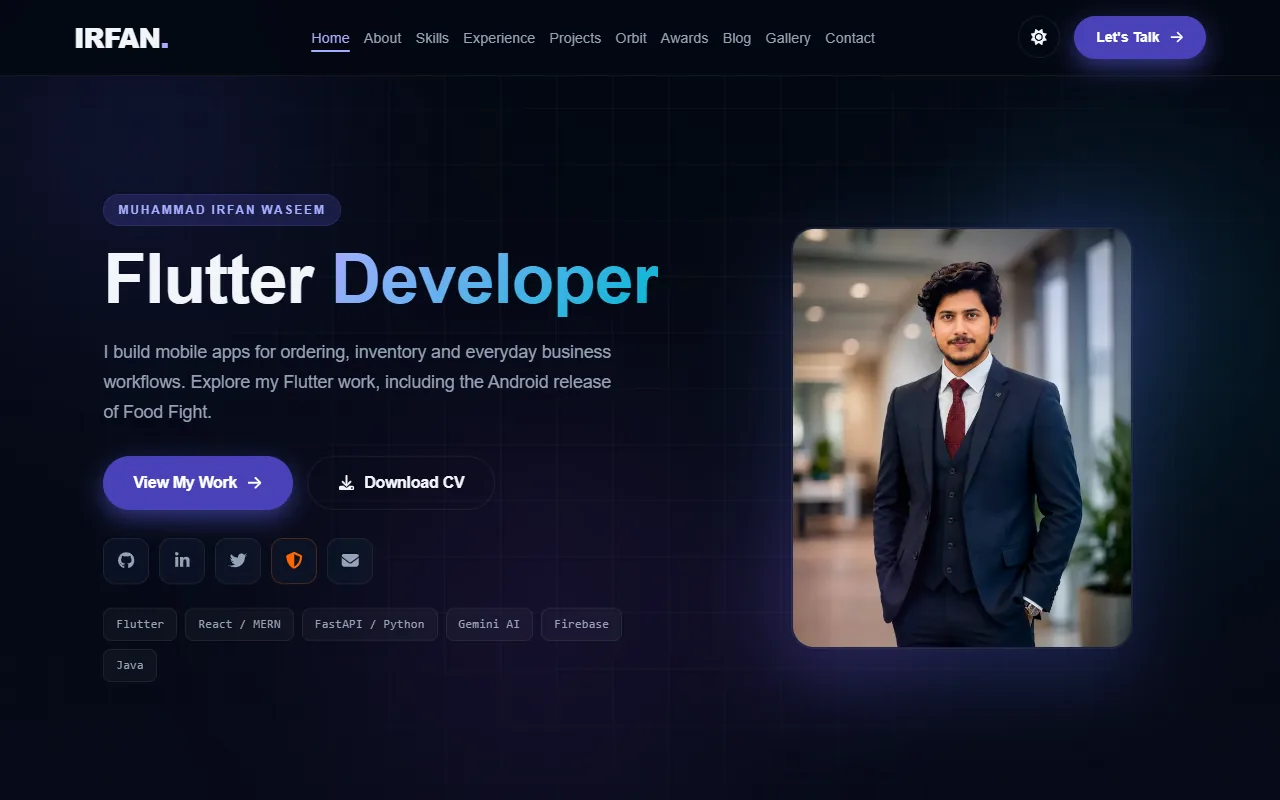 IRFAN.
Home About Skills Experience Projects Orbit Awards Blog Gallery Contact
Let's Talk
MUHAMMAD IRFAN WASEEM
Flutter Developer
I build mobile apps for ordering, inventory and everyday business
workflows. Explore my Flutter work, including the Android release
of Food Fight.
View My Work
Download CV
Flutter
React / MERN
FastAPI / Python
Gemini AI
Firebase
Java